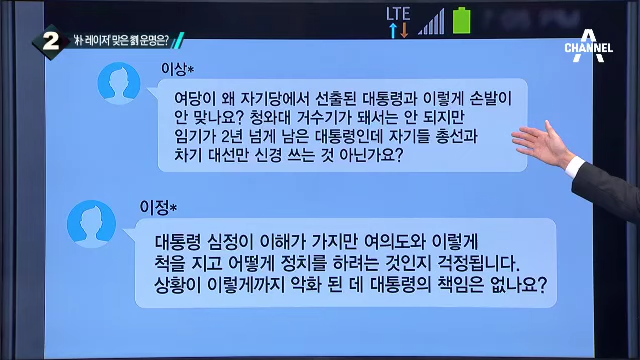 LTE
2
'朴 레이저' 맞은 劉 운명은?
CHANNEL A
이상*
여당이 왜 자기당에서 선출된 대통령과 이렇게 손발이
안 맞나요? 청와대 거수기가 돼서는 안 되지만
임기가 2년 넘게 남은 대통령인데 자기들 총선과
차기 대선만 신경 쓰는 것 아닌가요?
이정*
대통령 심정이 이해가 가지만 여의도와 이렇게
척을 지고 어떻게 정치를 하려는 것인지 걱정됩니다.
상황이 이렇게까지 악화 된 데 대통령의 책임은 없나요?